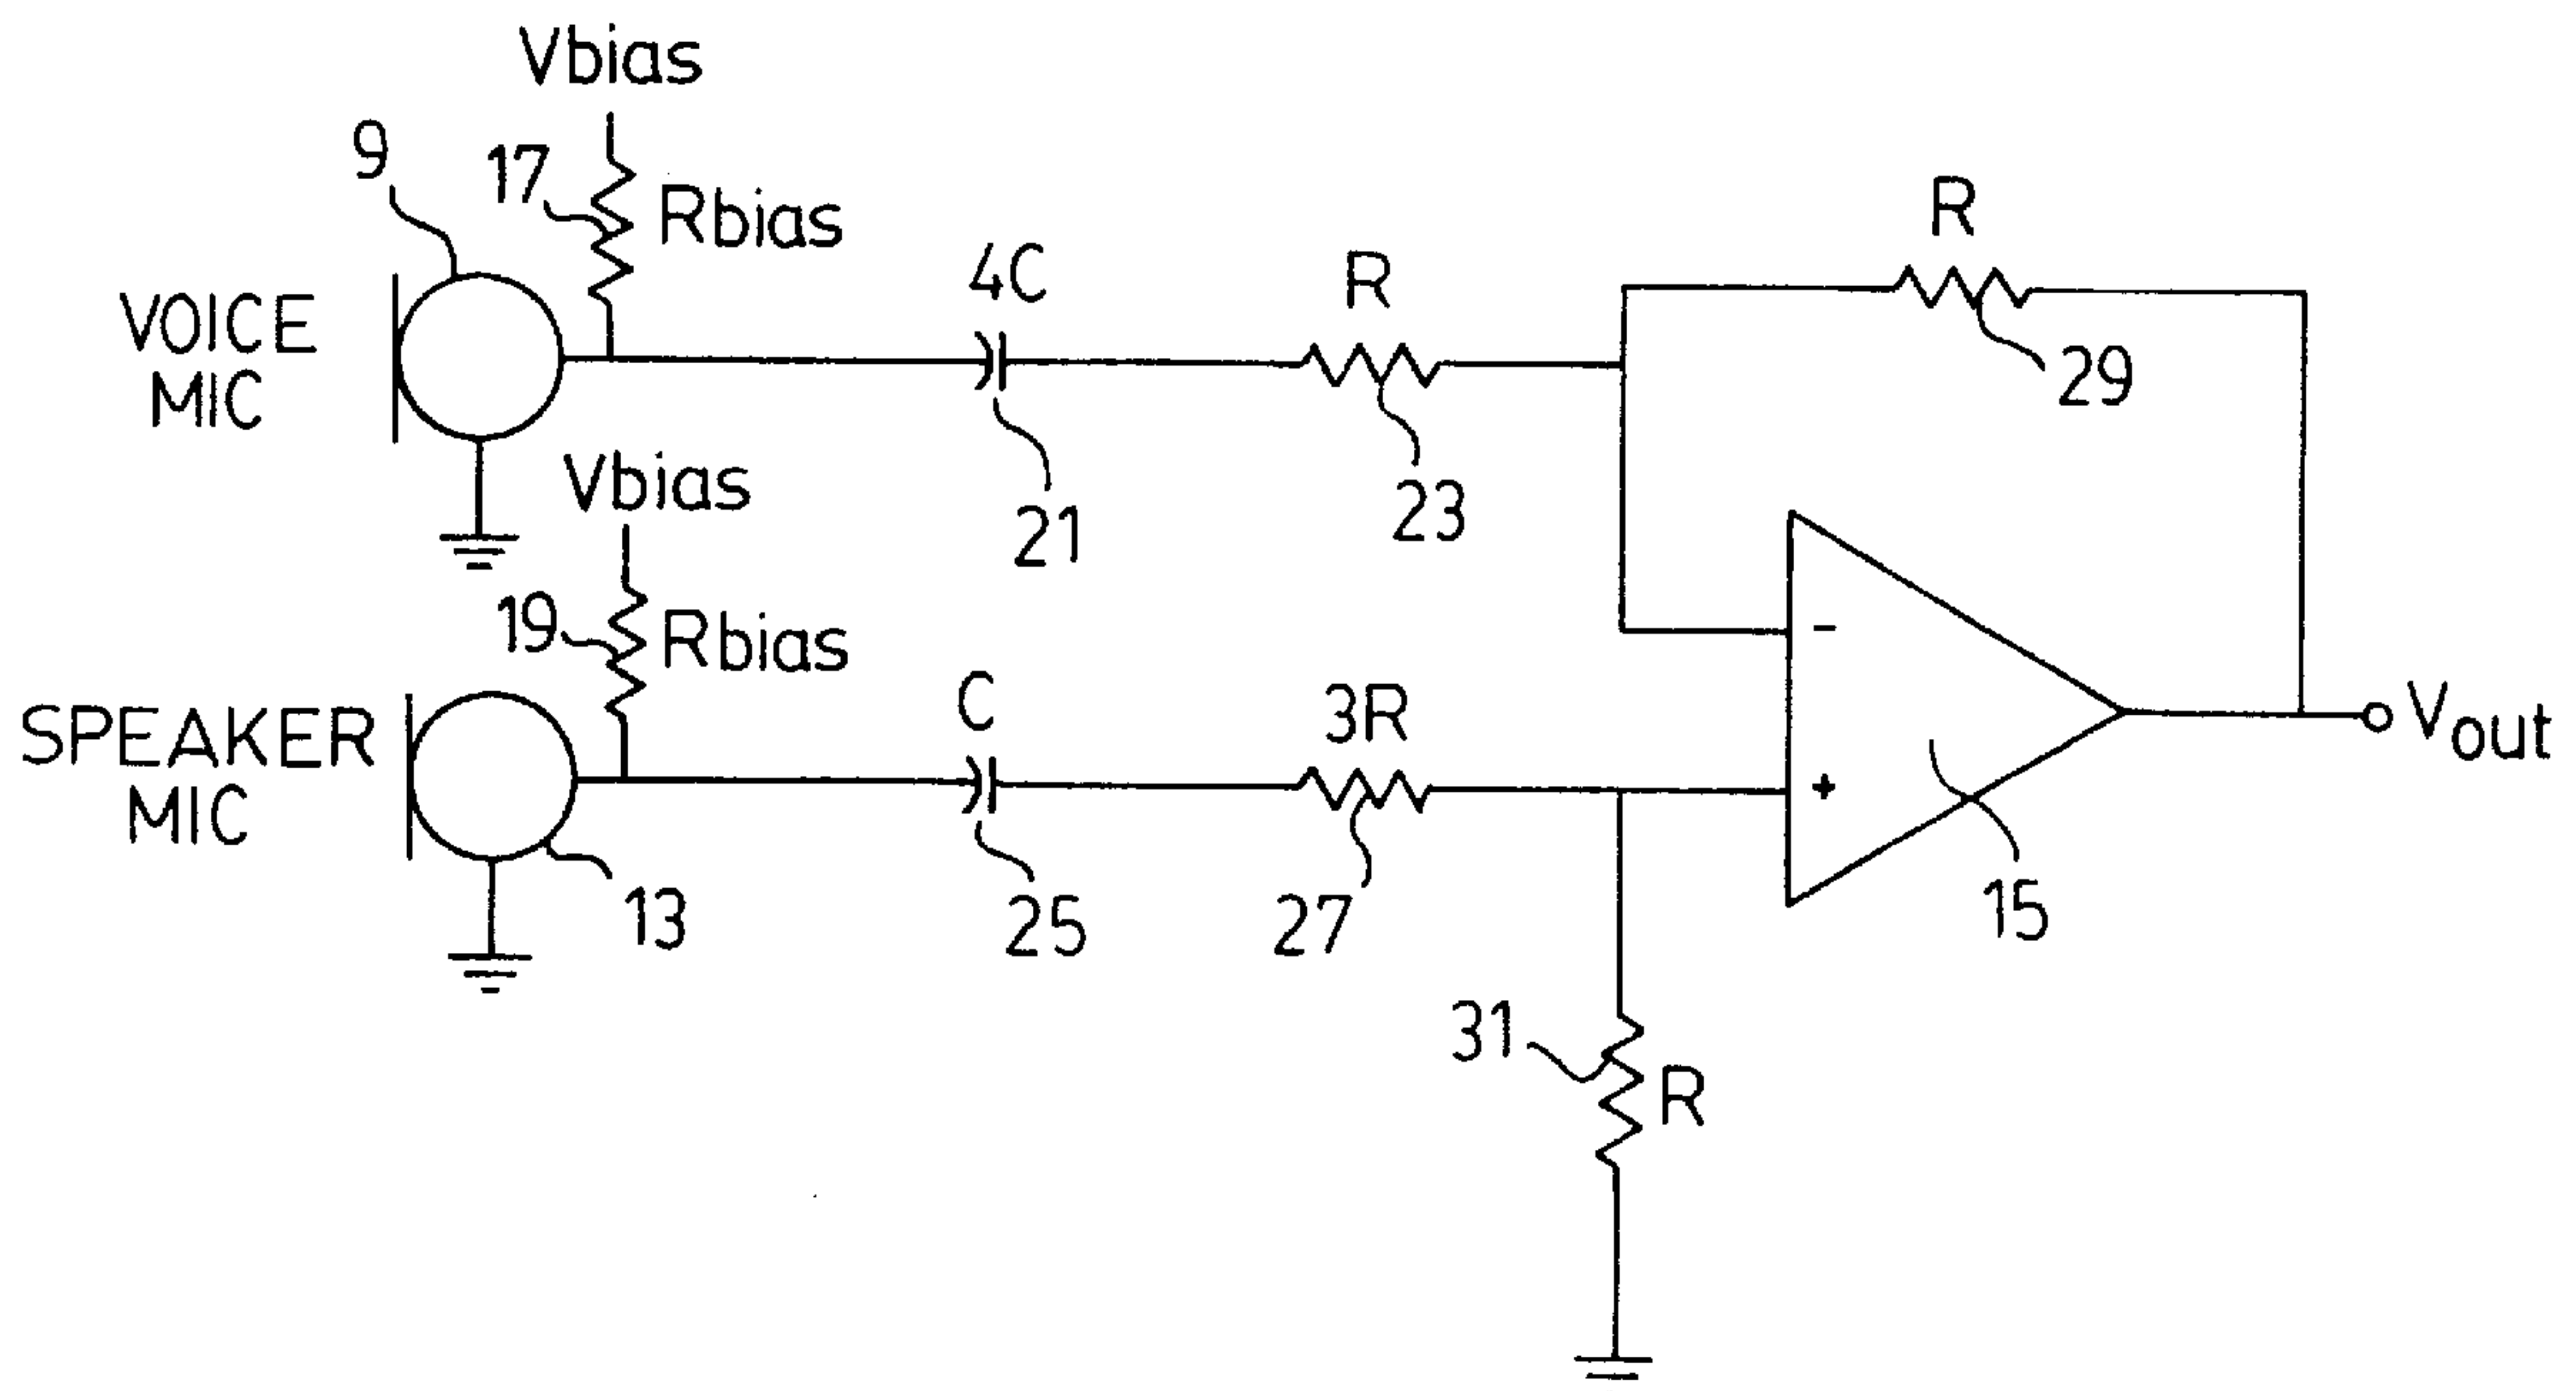 Vbias
9
17
Rbias
VOICE
MIC
4C
R
R
29
21
23
Vbias
19
Rbias
SPEAKER
MIC
C
3R
-
+
Vout
13
25
27
15
31
R